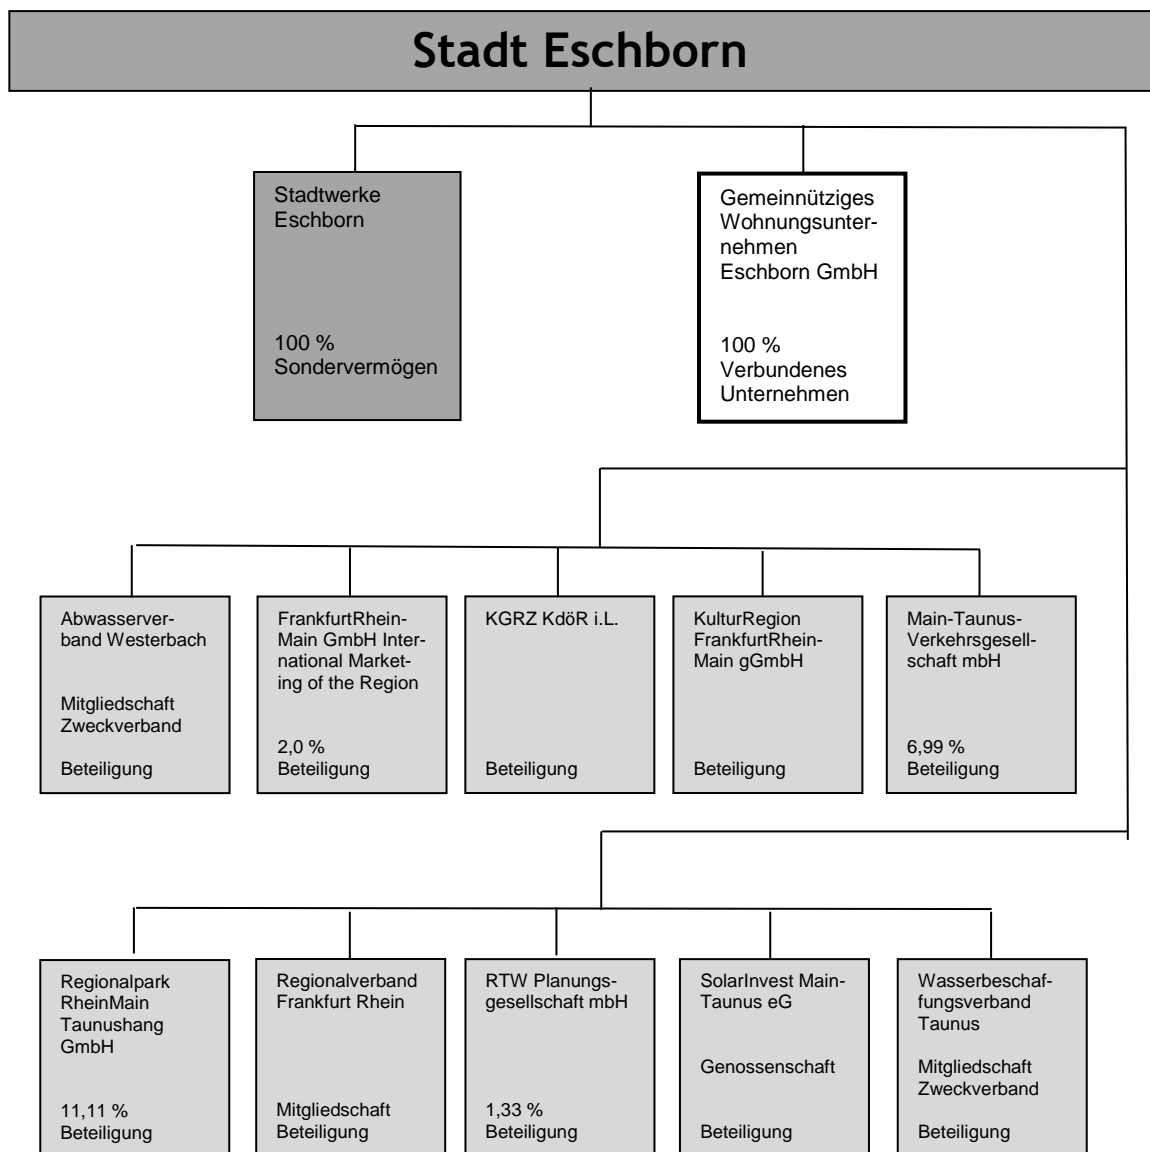 Stadt Eschborn
Stadtwerke
Eschborn
100 %
Sondervermögen
Gemeinnütziges
Wohnungsunter-
nehmen
Eschborn GmbH
100 %
Verbundenes
Unternehmen
Abwasserver-
band Westerbach
Mitgliedschaft
Zweckverband
Beteiligung
FrankfurtRhein-
Main GmbH Inter-
national Market-
ing of the Region
2,0 %
Beteiligung
KGRZ KdöR i.L.
Beteiligung
KulturRegion
FrankfurtRhein-
Main gGmbH
Beteiligung
Main-Taunus-
Verkehrsgesell-
schaft mbH
6,99 %
Beteiligung
Regionalpark
RheinMain
Taunushang
GmbH
11,11 %
Beteiligung
Regionalverband
Frankfurt Rhein
Mitgliedschaft
Beteiligung
RTW Planungs-
gesellschaft mbH
1,33 %
Beteiligung
SolarInvest Main-
Taunus eG
Genossenschaft
Beteiligung
Wasserbeschaf-
fungsverband
Taunus
Mitgliedschaft
Zweckverband
Beteiligung